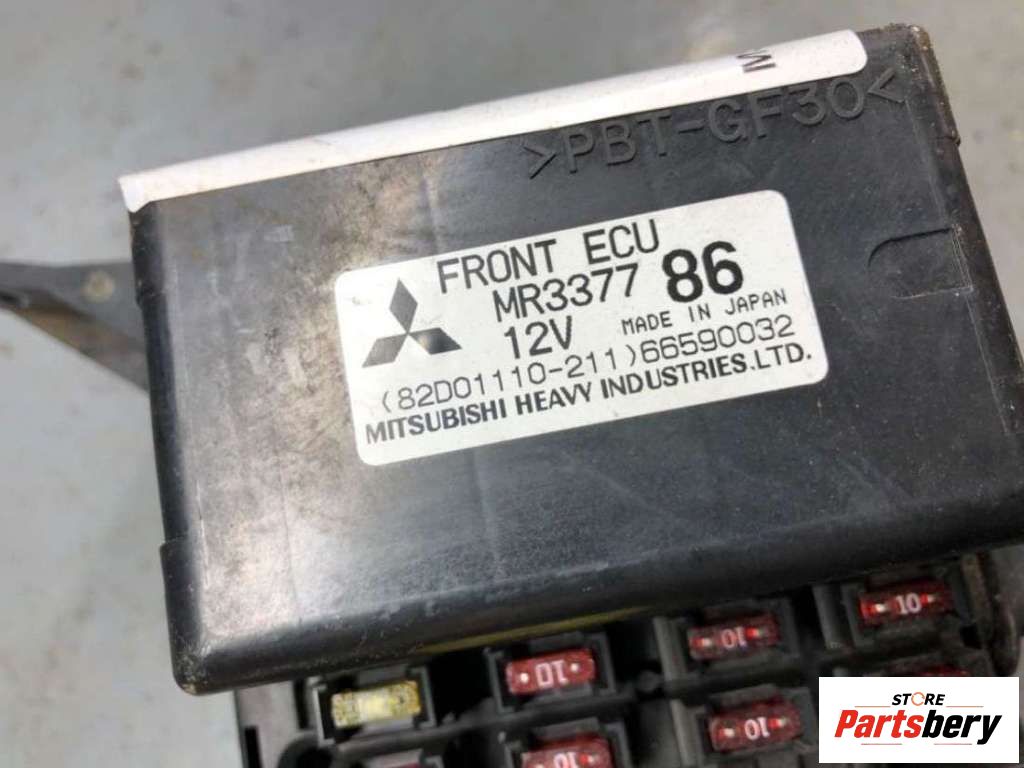 M
>PBT-GF30<
FRONT ECU
MR3377 86
12V MADE IN JAPAN
(82D01110-211)66590032
MITSUBISHI HEAVY INDUSTRIES.LTD.
10
10
10
10
STORE
Partsbery